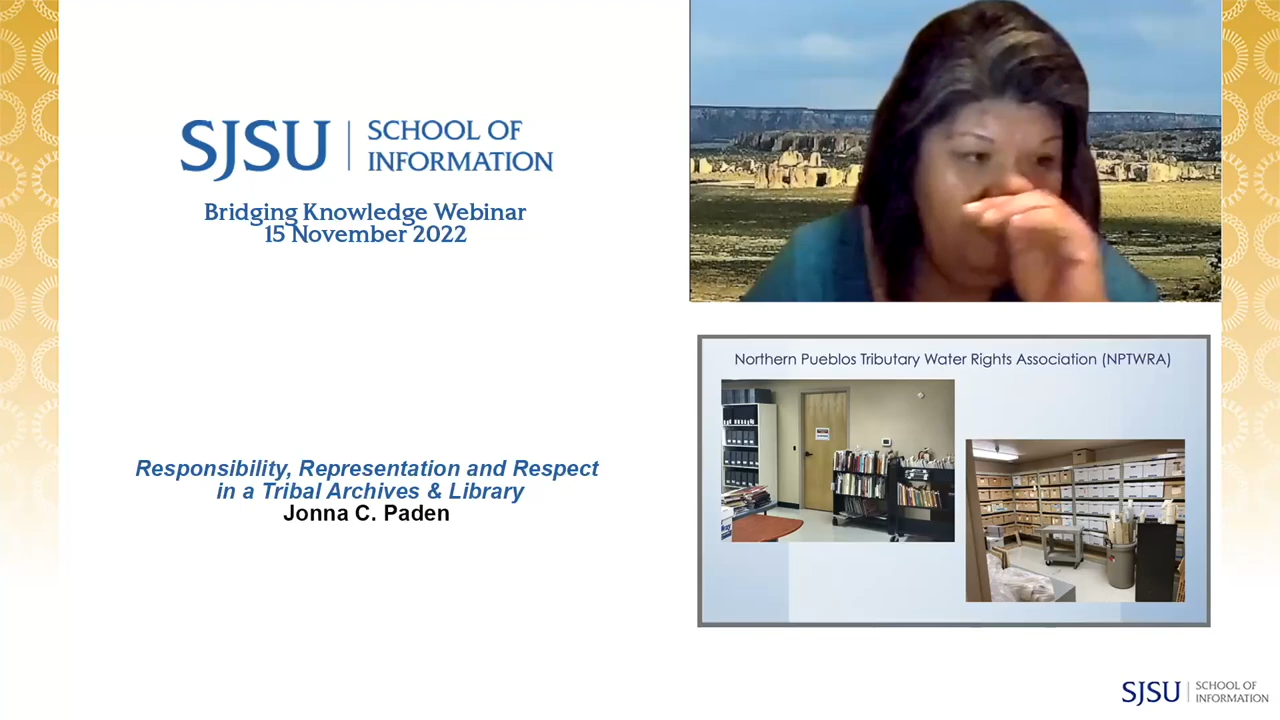 SJSU
SCHOOL OF
INFORMATION
Bridging Knowledge Webinar
15 November 2022
Responsibility, Representation and Respect
in a Tribal Archives & Library
Jonna C. Paden
Northern Pueblos Tributary Water Rights Association (NPTWRA)
SJSU
SCHOOL OF
INFORMATION